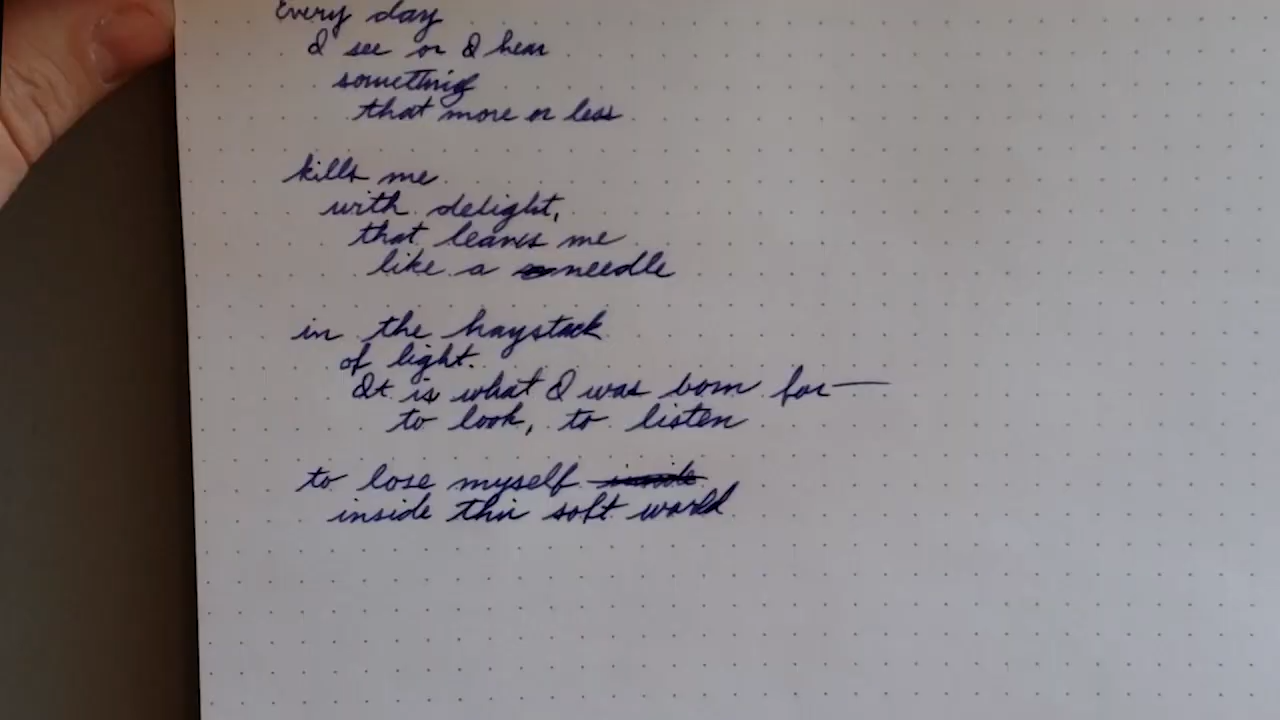 Every day
I see or I hear
something
that more or less
kills me
with delight,
that leaves me
like a needle
in the haystack
of light.
It is what I was born for—
to look, to listen
to lose myself inside
inside this soft world